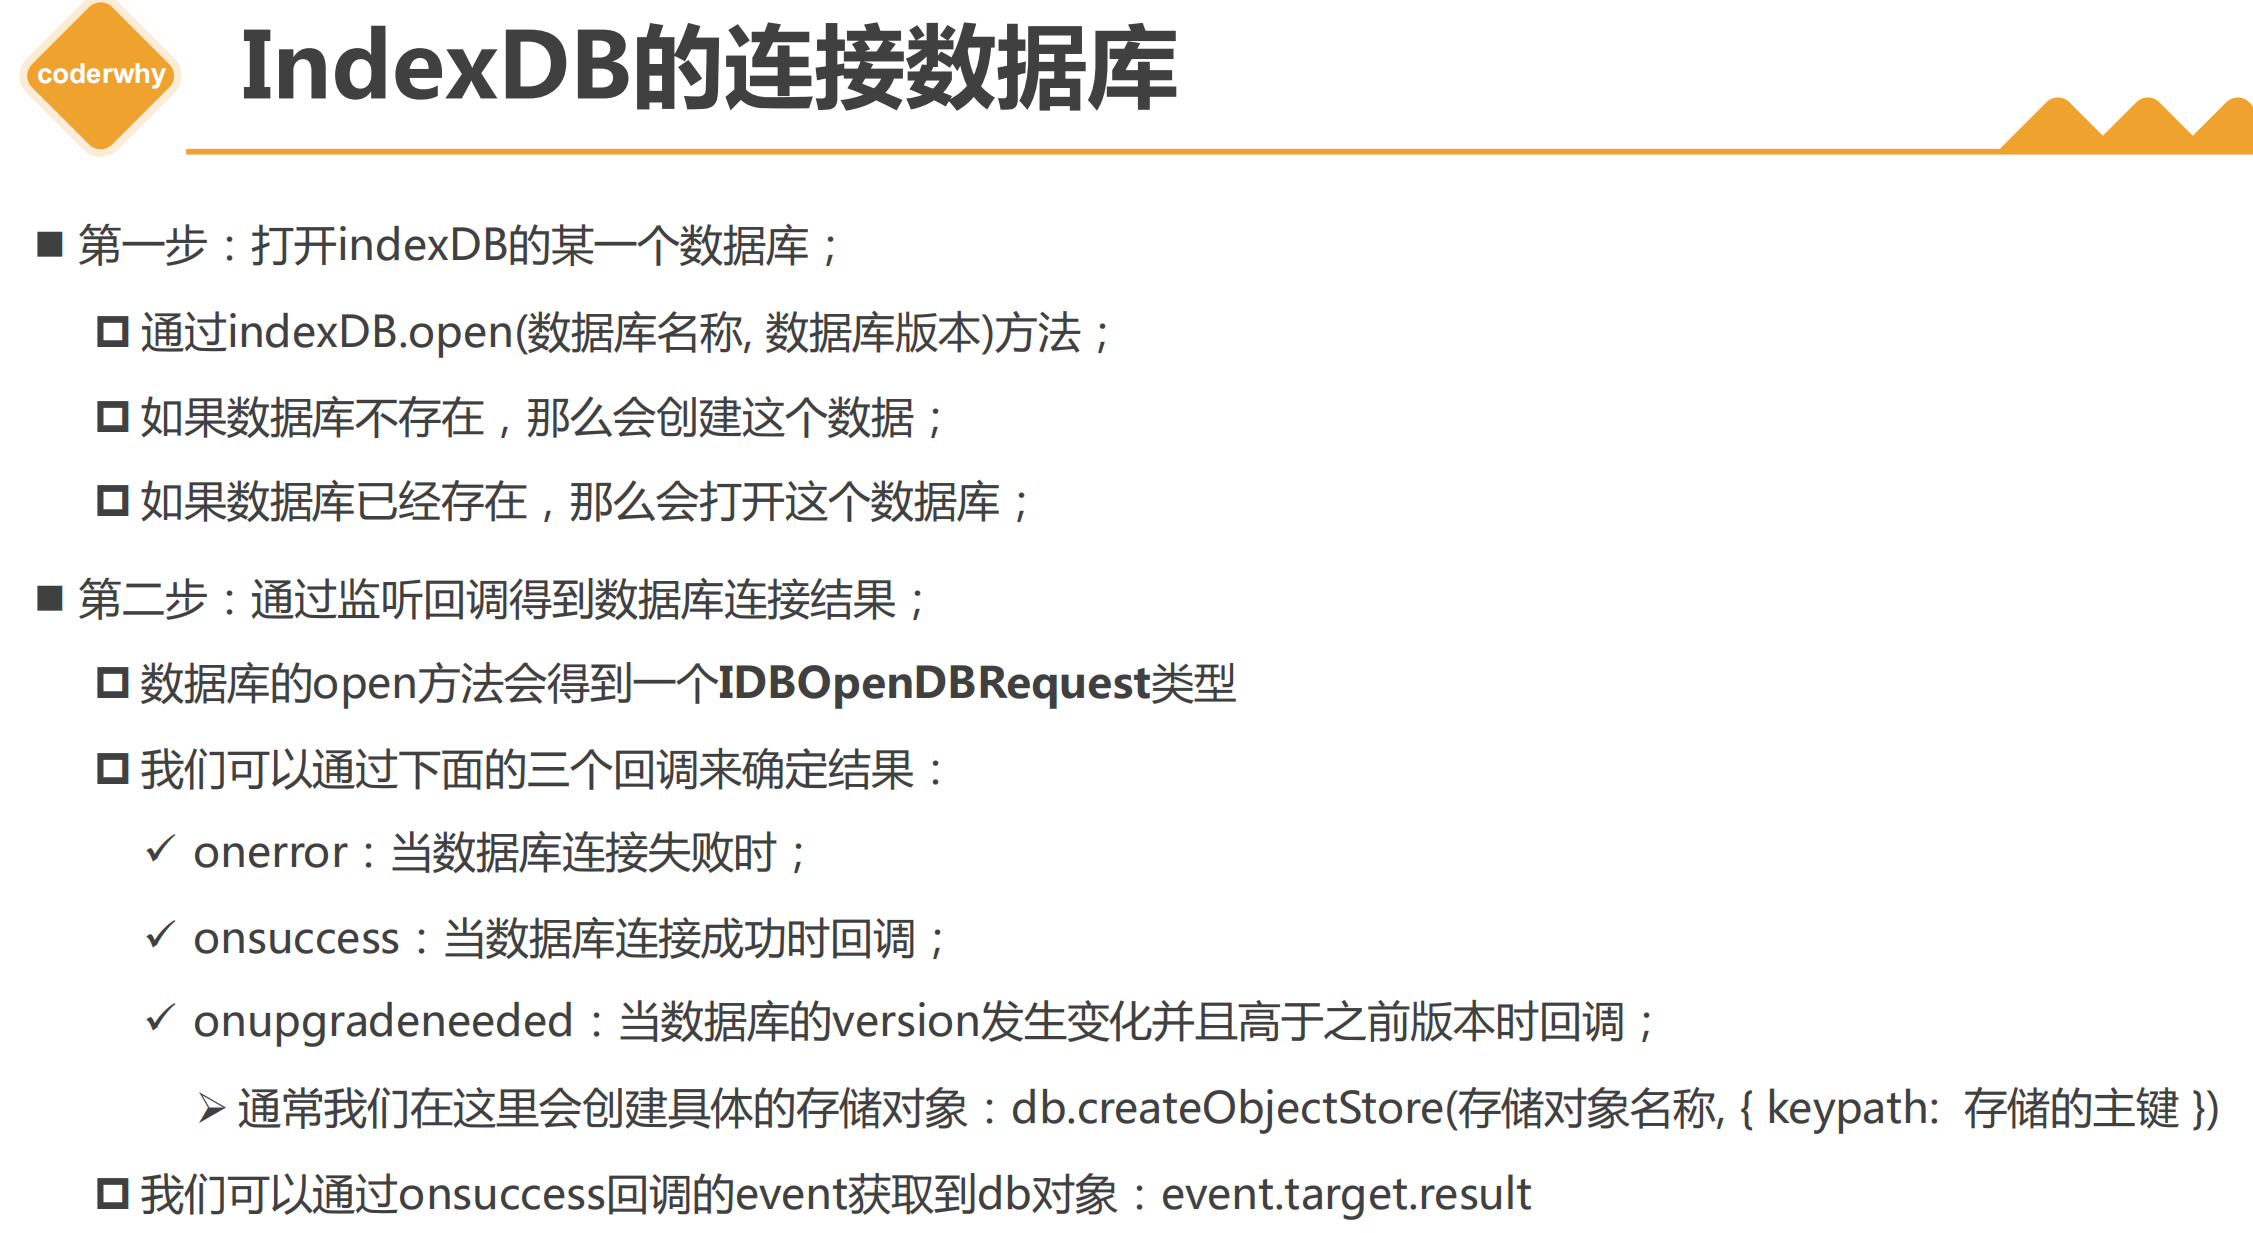 coderwhy
IndexDB的连接数据库
第一步：打开indexDB的某一个数据库；
通过indexDB.open(数据库名称, 数据库版本)方法；
如果数据库不存在，那么会创建这个数据；
如果数据库已经存在，那么会打开这个数据库；
第二步：通过监听回调得到数据库连接结果；
数据库的open方法会得到一个IDBOpenDBRequest类型
我们可以通过下面的三个回调来确定结果：
onerror：当数据库连接失败时；
onsuccess：当数据库连接成功时回调；
onupgradeneeded：当数据库的version发生变化并且高于之前版本时回调；
通常我们在这里会创建具体的存储对象：db.createObjectStore(存储对象名称, { keypath: 存储的主键 })
我们可以通过onsuccess回调的event获取到db对象：event.target.result